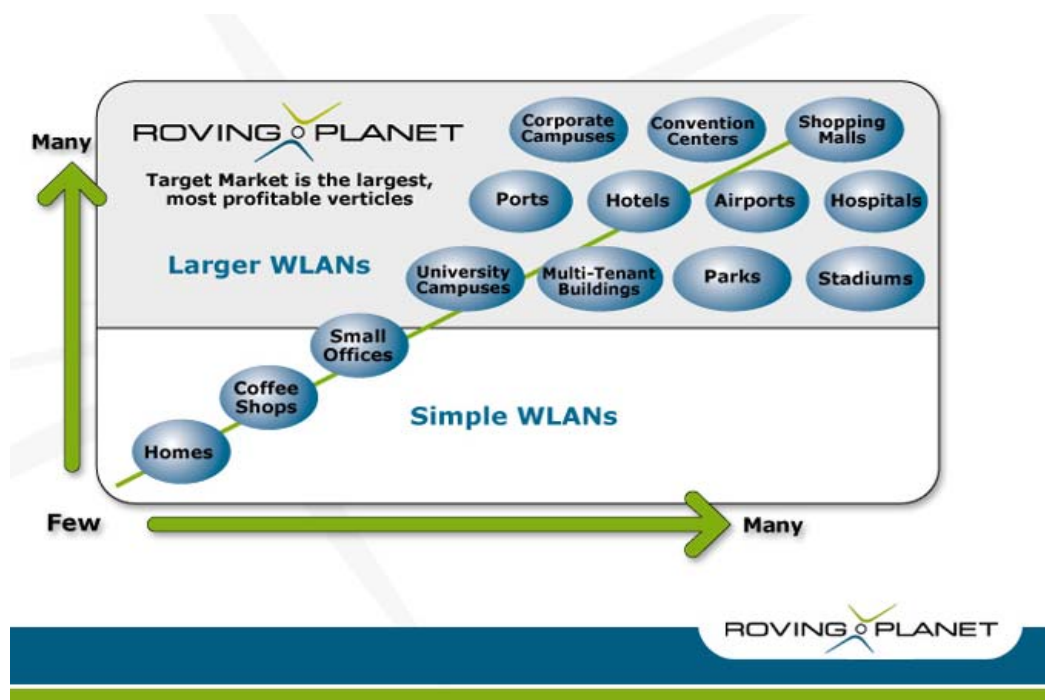 Many
ROVING PLANET
Target Market is the largest,
most profitable verticles
Larger WLANs
Corporate
Campuses
Convention
Centers
Shopping
Malls
Ports
Hotels
Airports
Hospitals
University
Campuses
Multi-Tenant
Buildings
Parks
Stadiums
Small
Offices
Coffee
Shops
Simple WLANs
Homes
Few
Many
ROVING PLANET